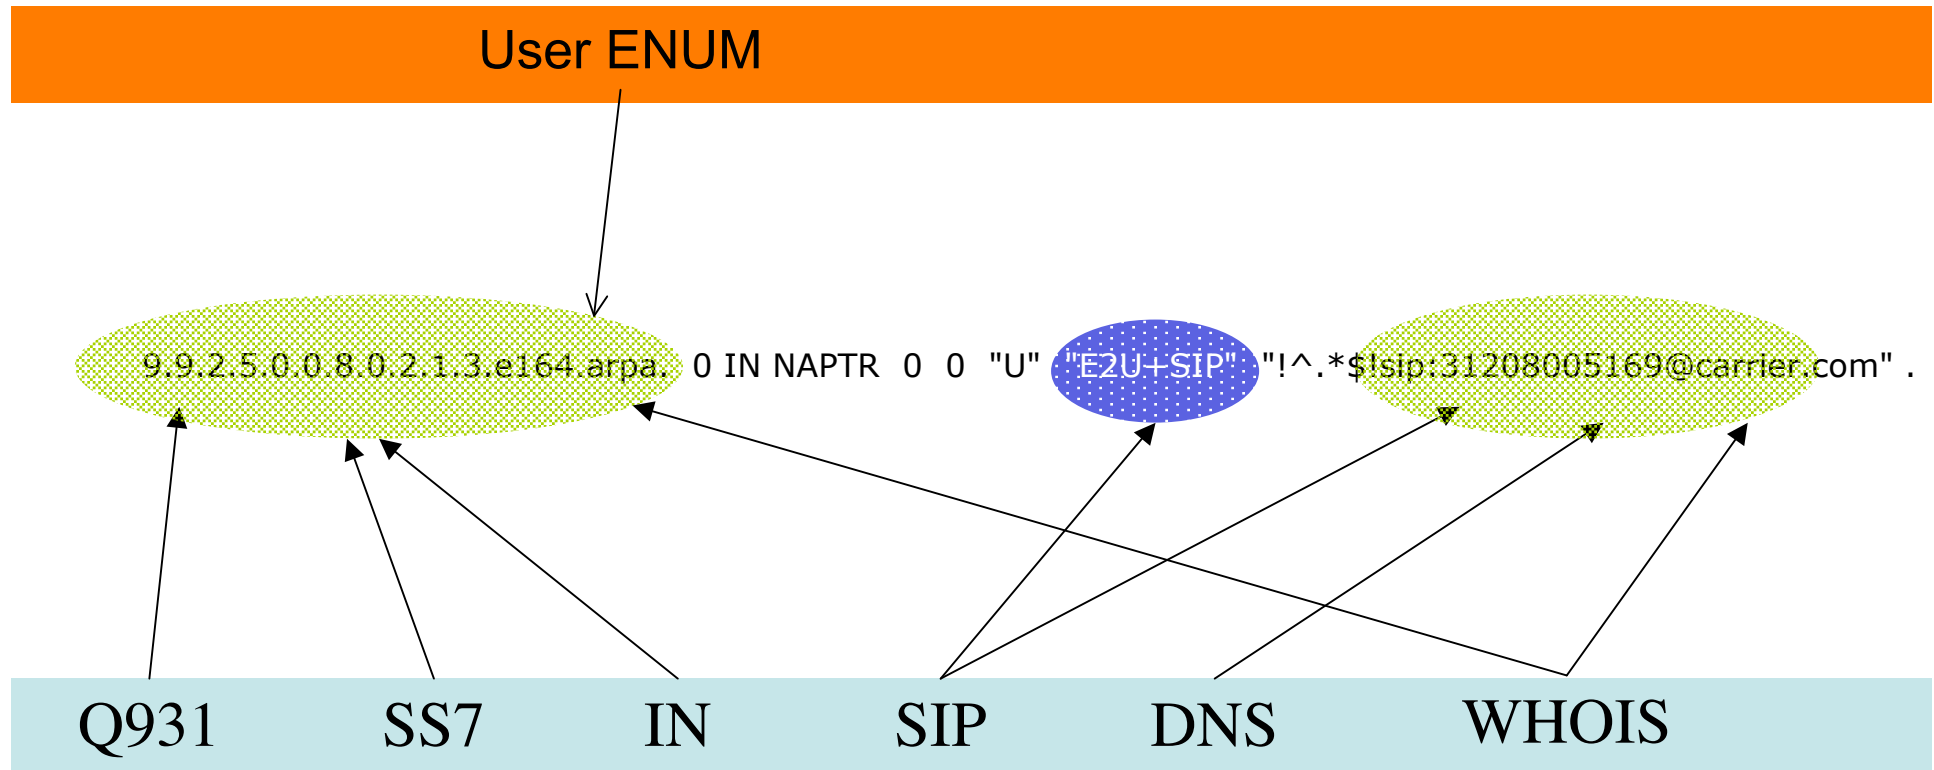 User ENUM
9.9.2.5.0.0.8.0.2.1.3.e164.arpa. 0 IN NAPTR 0 0 "U" "E2U+SIP" "!^.*$!sip:31208005169@carrier.com" .
Q931 SS7 IN SIP DNS WHOIS